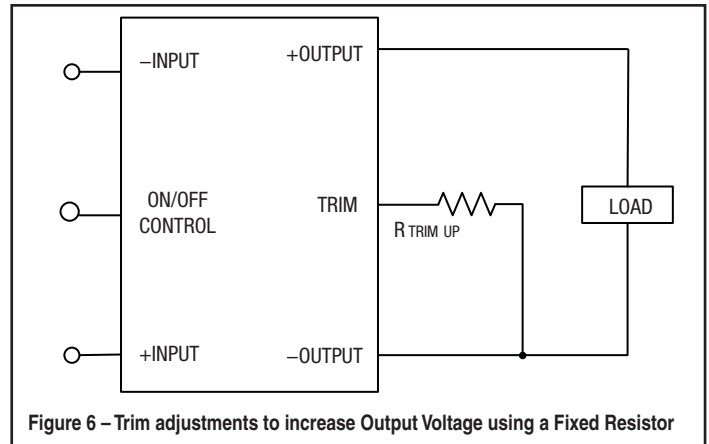 −INPUT
+OUTPUT
ON/OFF
CONTROL
TRIM
R TRIM UP
LOAD
+INPUT
−OUTPUT
Figure 6 – Trim adjustments to increase Output Voltage using a Fixed Resistor